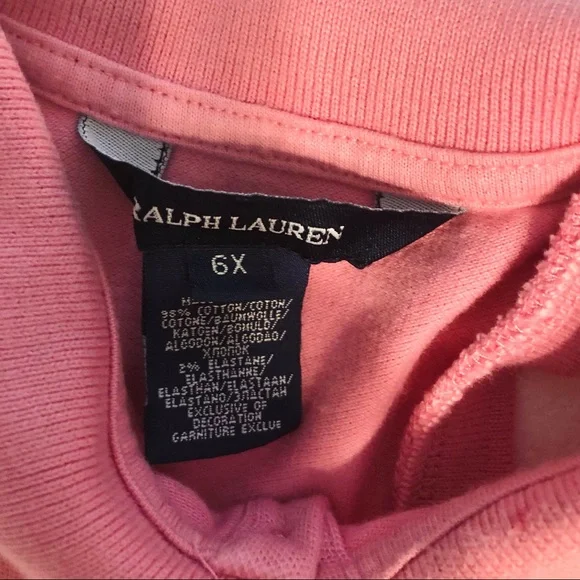 RALPH LAUREN
6X
98% COTTON/COTON/
COTONE/BAUMWOLLE/
KATOEN/BOMULD/
ALGODON/ALGODAO/
ХЛОПОК
2% ELASTANE/
ELASTHANNE/
ELASTHAN/ELASTAAN/
ELASTANO/ЭЛАСТАН
EXCLUSIVE OF
DECORATION
GARNITURE EXCLUE